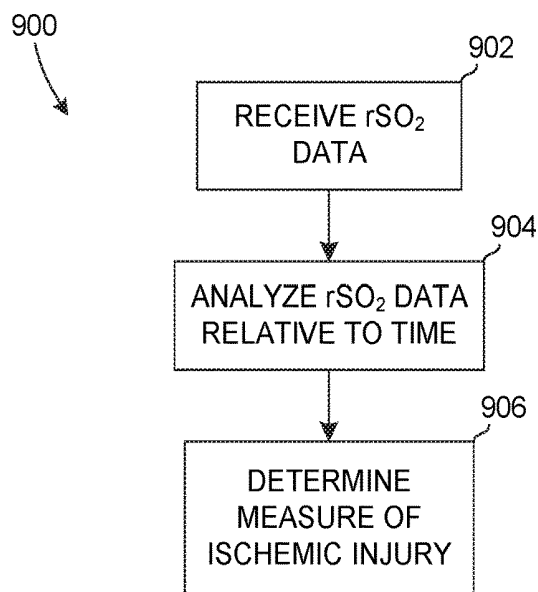 900
902
RECEIVE rSO₂
DATA
904
ANALYZE rSO₂ DATA
RELATIVE TO TIME
906
DETERMINE
MEASURE OF
ISCHEMIC INJURY